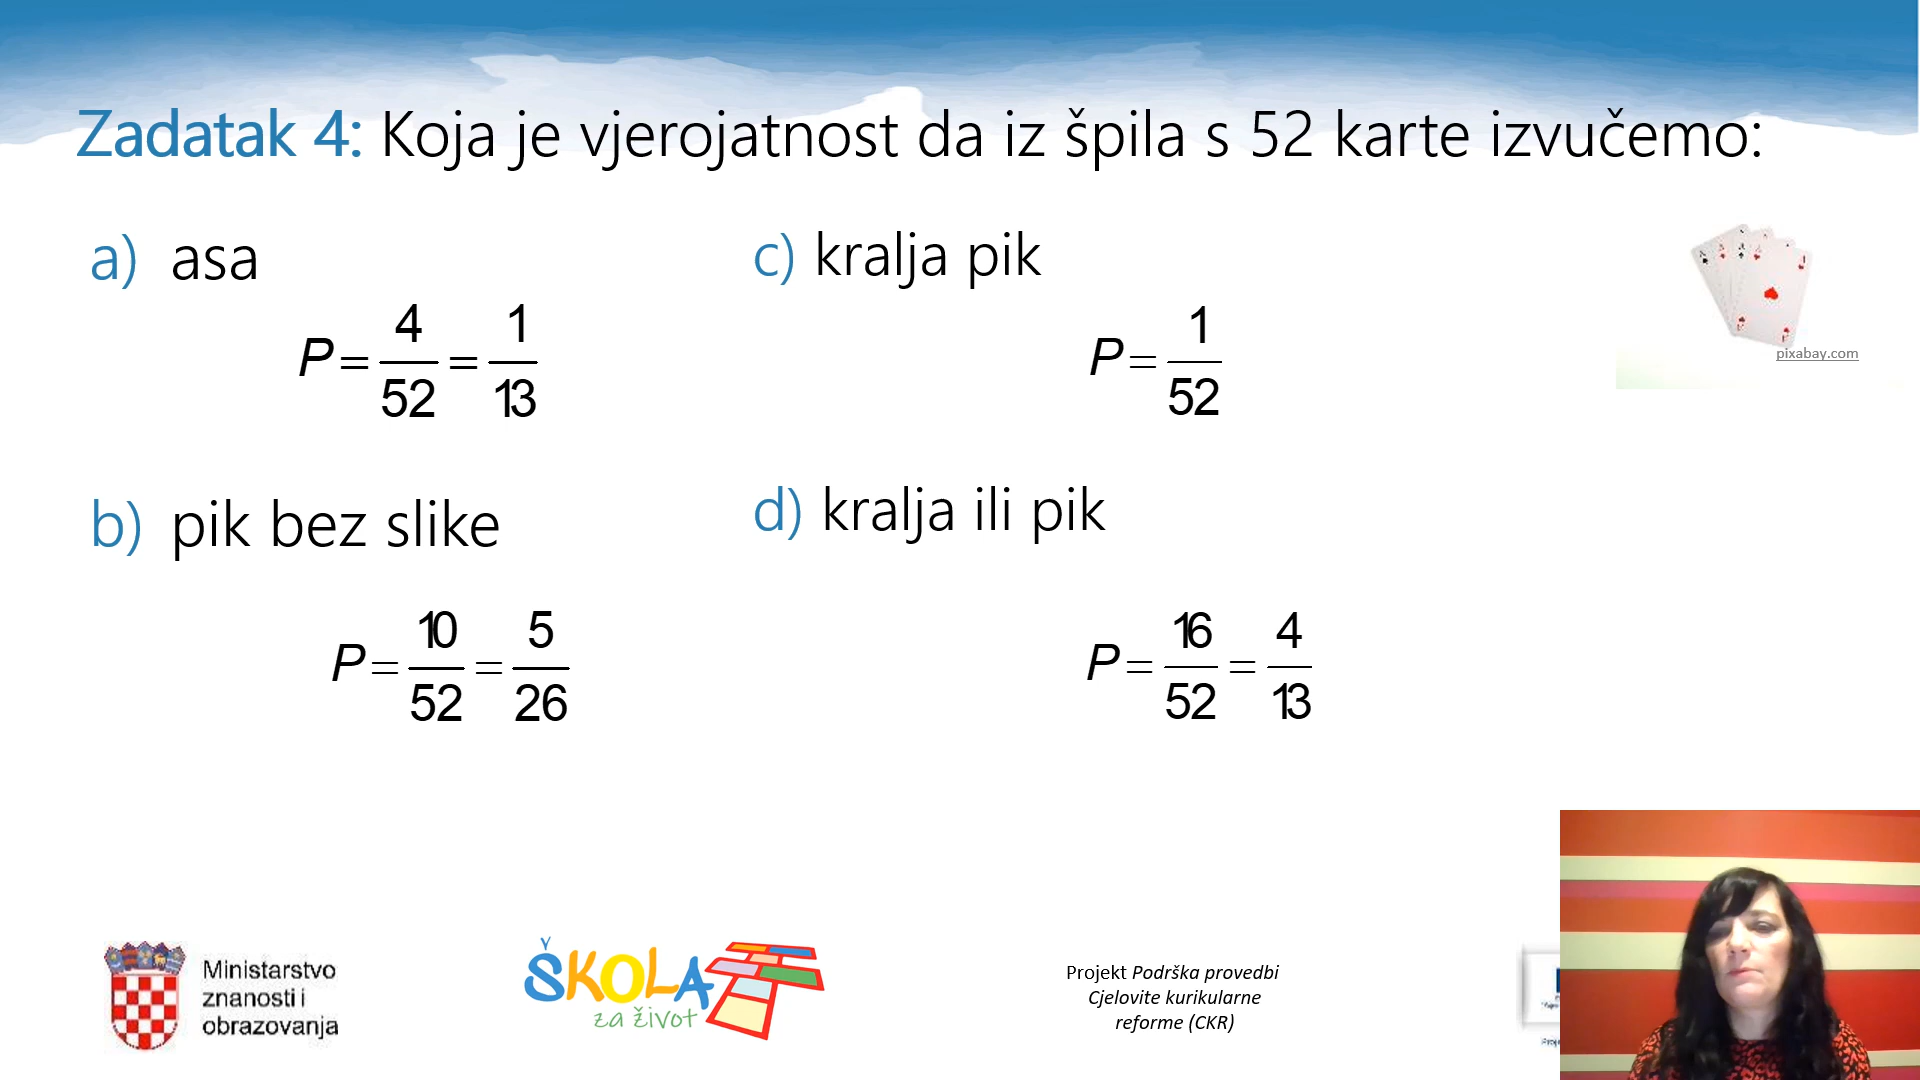 Zadatak 4: Koja je vjerojatnost da iz špila s 52 karte izvučemo:
a) asa
P = 4/52 = 1/13
b) pik bez slike
P = 10/52 = 5/26
c) kralja pik
P = 1/52
d) kralja ili pik
P = 16/52 = 4/13
pixabay.com
Ministarstvo
znanosti i
obrazovanja
ŠKOLA
za život
Projekt Podrška provedbi
Cjelovite kurikularne
reforme (CKR)